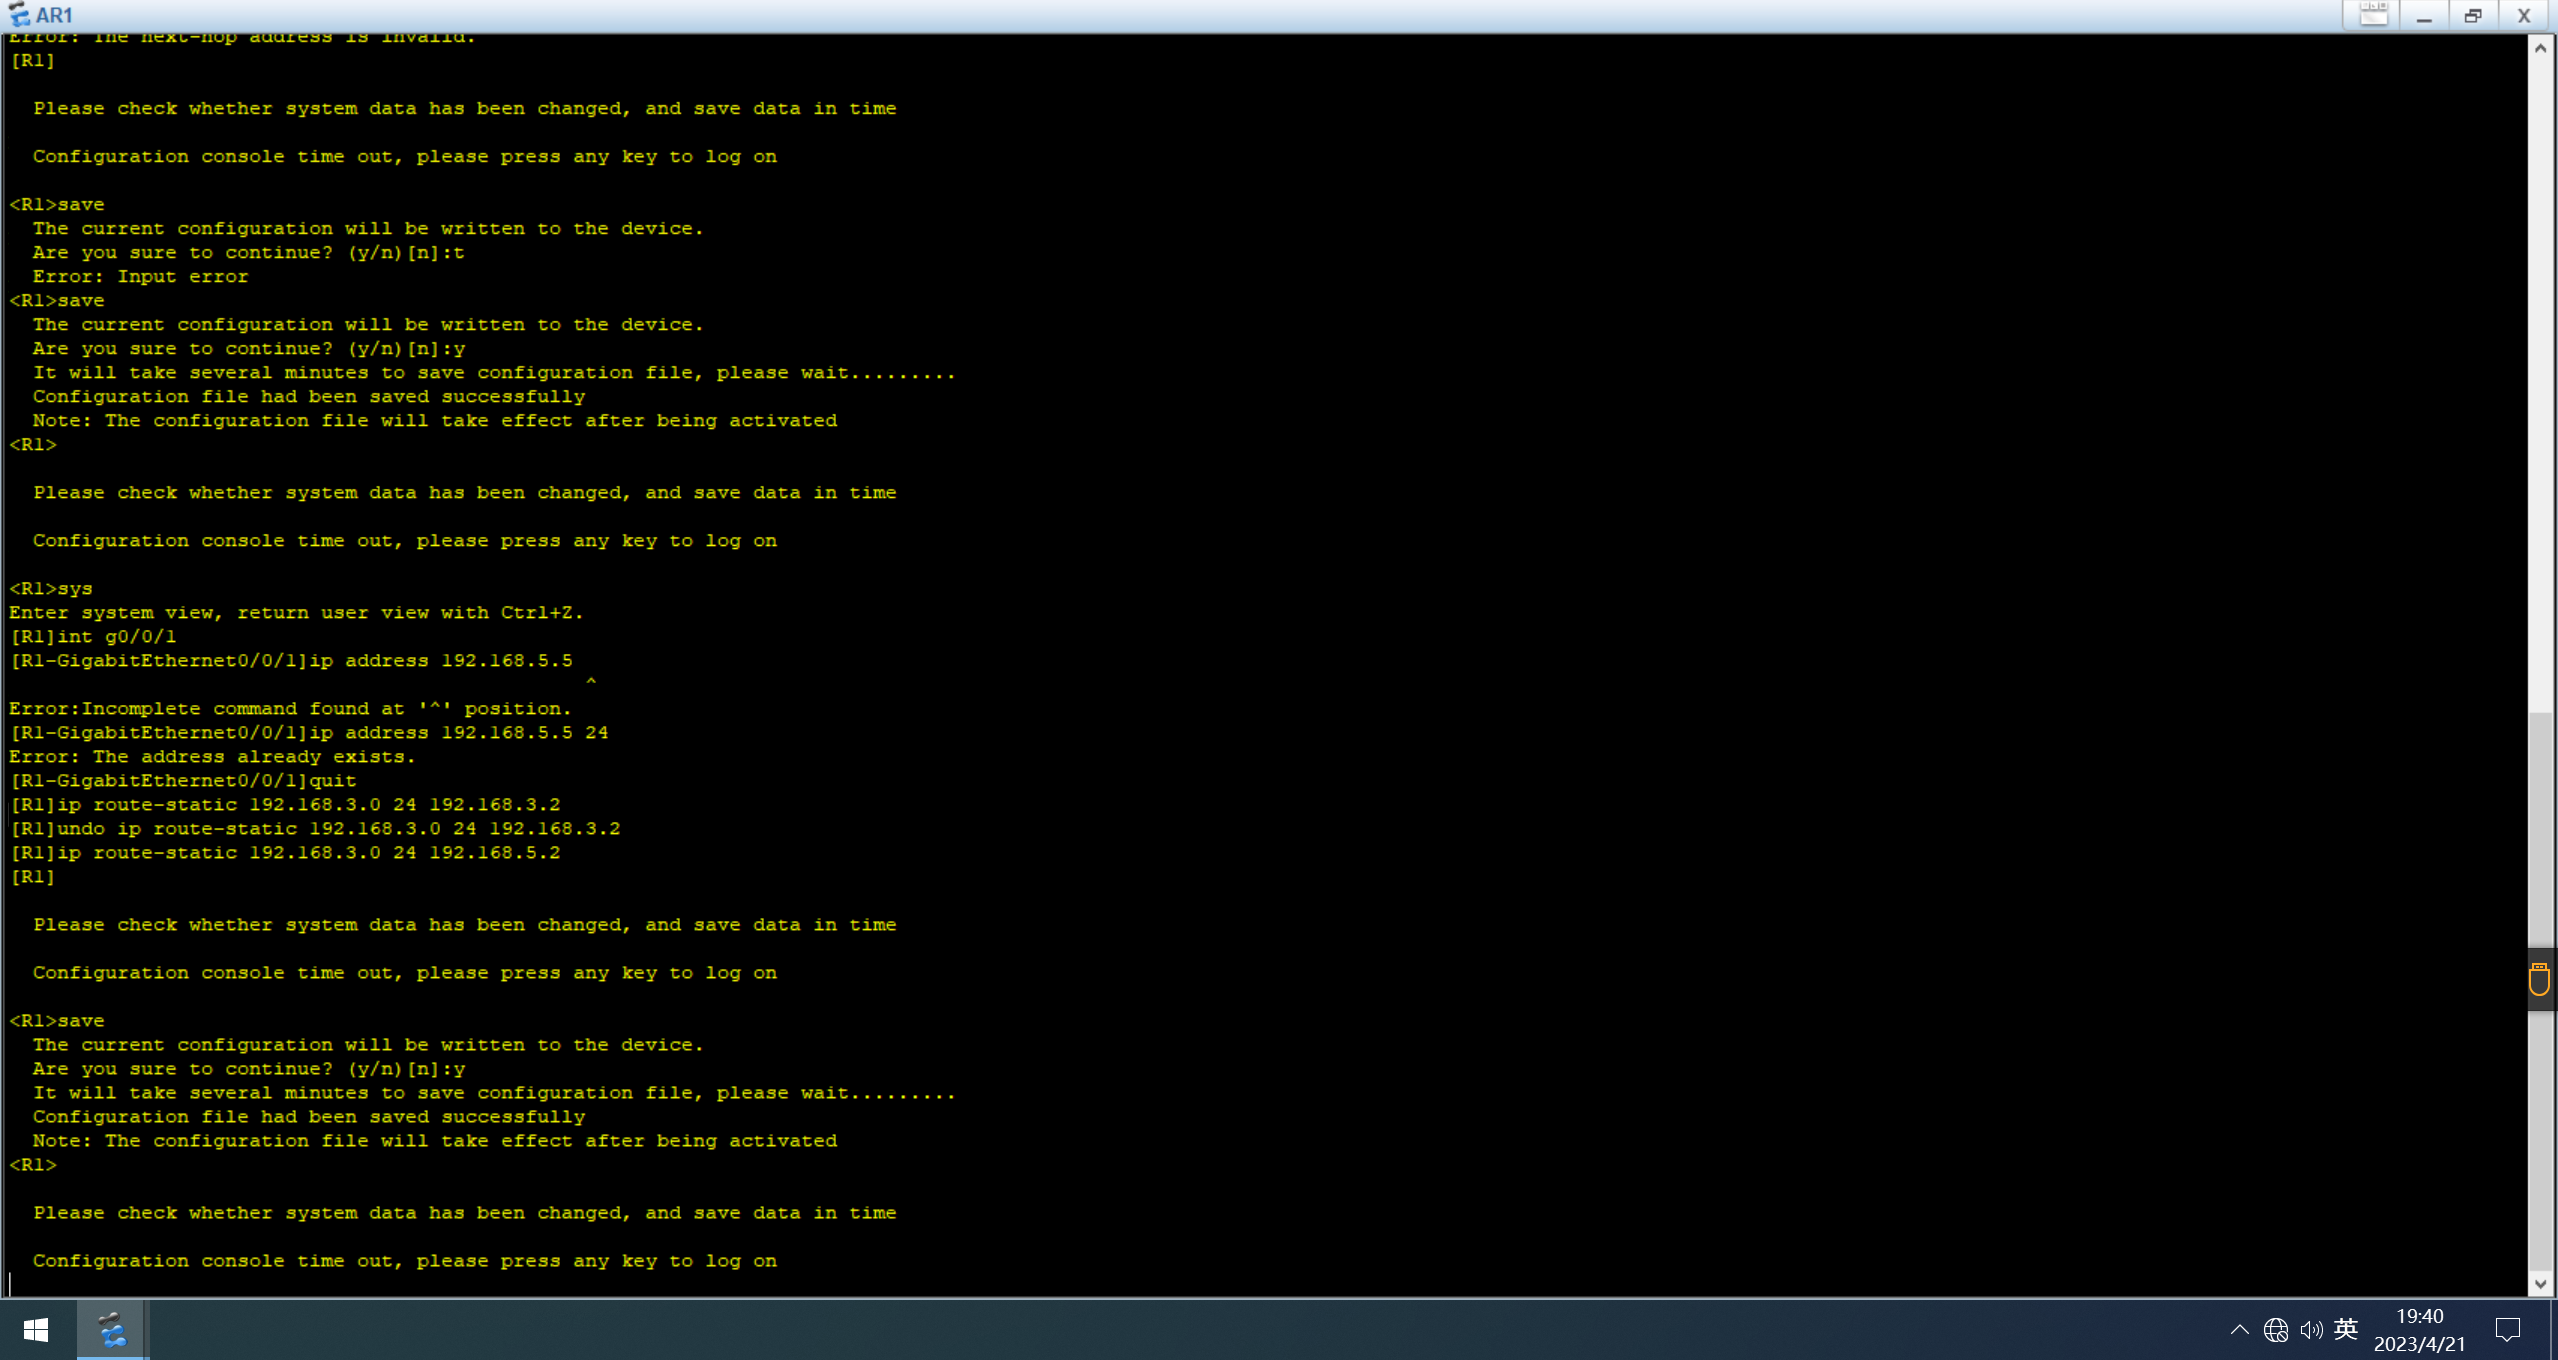 AR1
Error: The next-hop address is invalid.
[R1]
Please check whether system data has been changed, and save data in time
Configuration console time out, please press any key to log on
<R1>save
The current configuration will be written to the device.
Are you sure to continue? (y/n)[n]:t
Error: Input error
<R1>save
The current configuration will be written to the device.
Are you sure to continue? (y/n)[n]:y
It will take several minutes to save configuration file, please wait.........
Configuration file had been saved successfully
Note: The configuration file will take effect after being activated
<R1>
Please check whether system data has been changed, and save data in time
Configuration console time out, please press any key to log on
<R1>sys
Enter system view, return user view with Ctrl+Z.
[R1]int g0/0/1
[R1-GigabitEthernet0/0/1]ip address 192.168.5.5
^
Error:Incomplete command found at '^' position.
[R1-GigabitEthernet0/0/1]ip address 192.168.5.5 24
Error: The address already exists.
[R1-GigabitEthernet0/0/1]quit
[R1]ip route-static 192.168.3.0 24 192.168.3.2
[R1]undo ip route-static 192.168.3.0 24 192.168.3.2
[R1]ip route-static 192.168.3.0 24 192.168.5.2
[R1]
Please check whether system data has been changed, and save data in time
Configuration console time out, please press any key to log on
<R1>save
The current configuration will be written to the device.
Are you sure to continue? (y/n)[n]:y
It will take several minutes to save configuration file, please wait.........
Configuration file had been saved successfully
Note: The configuration file will take effect after being activated
<R1>
Please check whether system data has been changed, and save data in time
Configuration console time out, please press any key to log on
英
19:40
2023/4/21